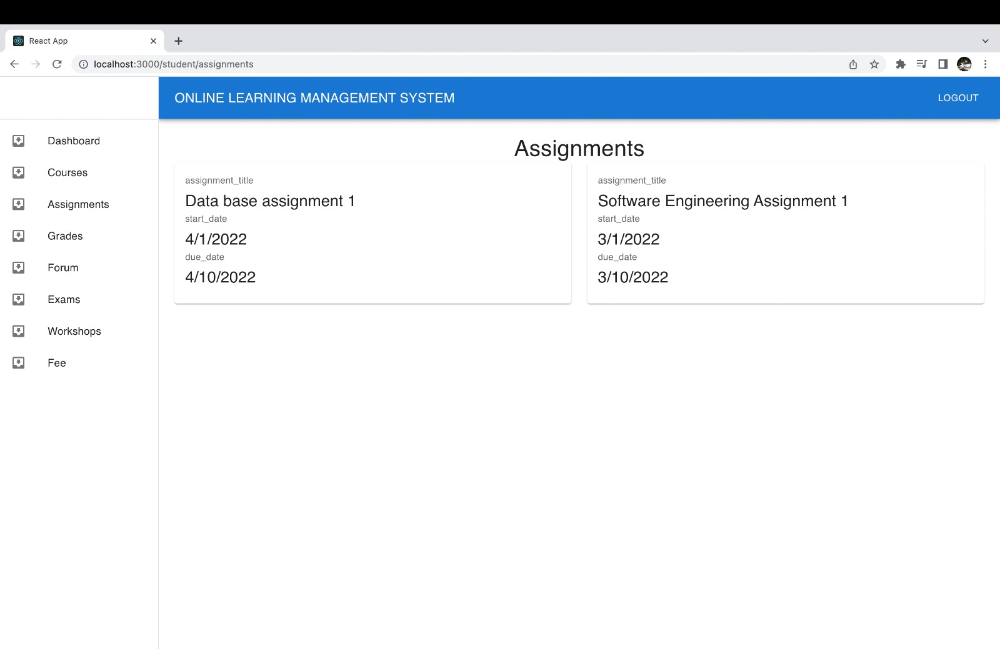 React App
localhost:3000/student/assignments
ONLINE LEARNING MANAGEMENT SYSTEM
LOGOUT
Dashboard
Courses
Assignments
Grades
Forum
Exams
Workshops
Fee
Assignments
assignment_title
Data base assignment 1
start_date
4/1/2022
due_date
4/10/2022
assignment_title
Software Engineering Assignment 1
start_date
3/1/2022
due_date
3/10/2022